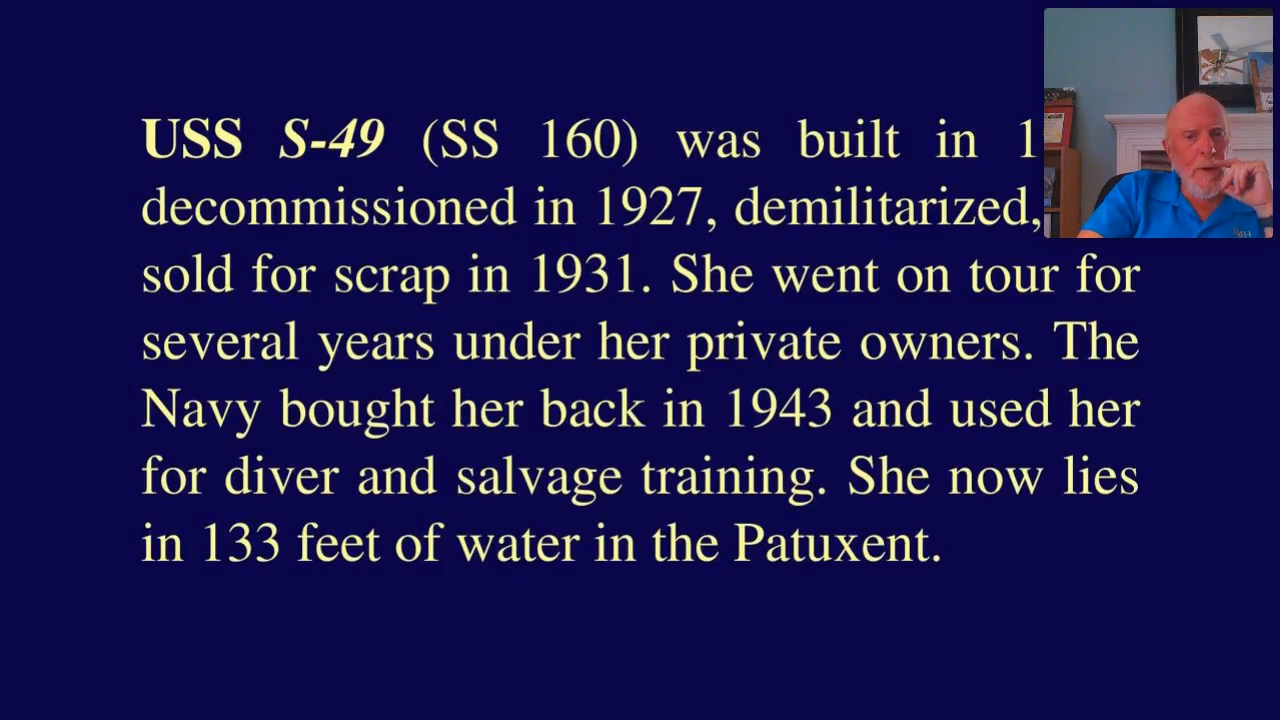 USS S-49 (SS 160) was built in 1
decommissioned in 1927, demilitarized,
sold for scrap in 1931. She went on tour for
several years under her private owners. The
Navy bought her back in 1943 and used her
for diver and salvage training. She now lies
in 133 feet of water in the Patuxent.